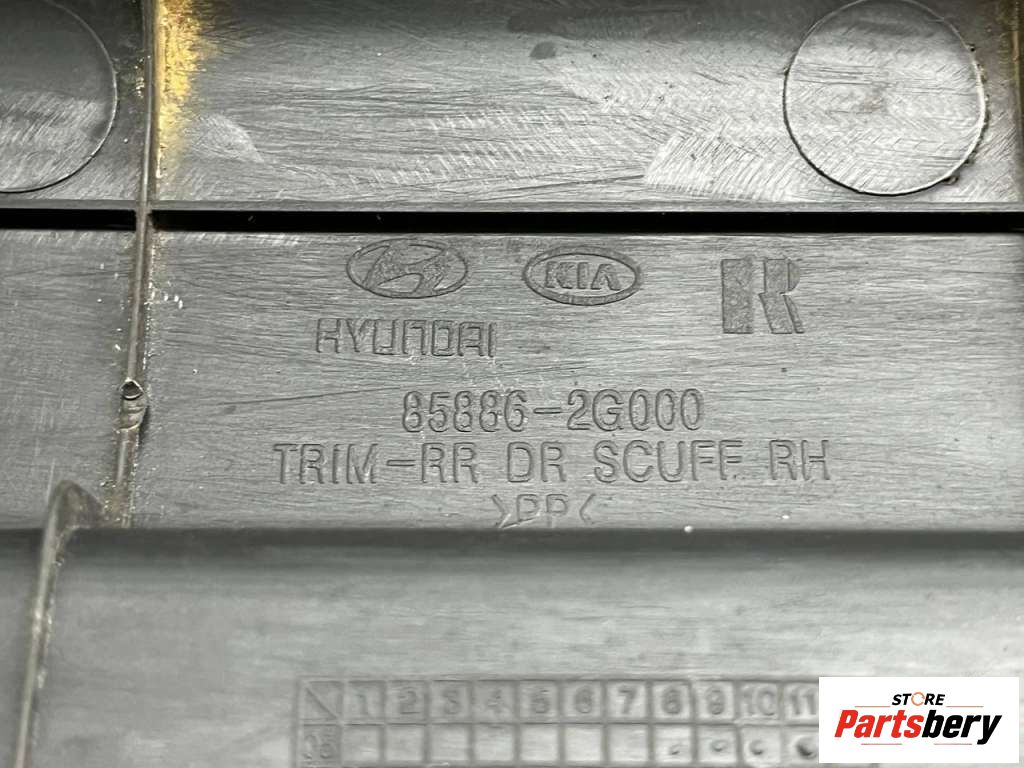 KIA R
HYUNDAI
85886-2G000
TRIM-RR DR SCUFF RH
>PP<
1 2 3 4 5 6 7 8 9 10 11
06
STORE
Partsbery